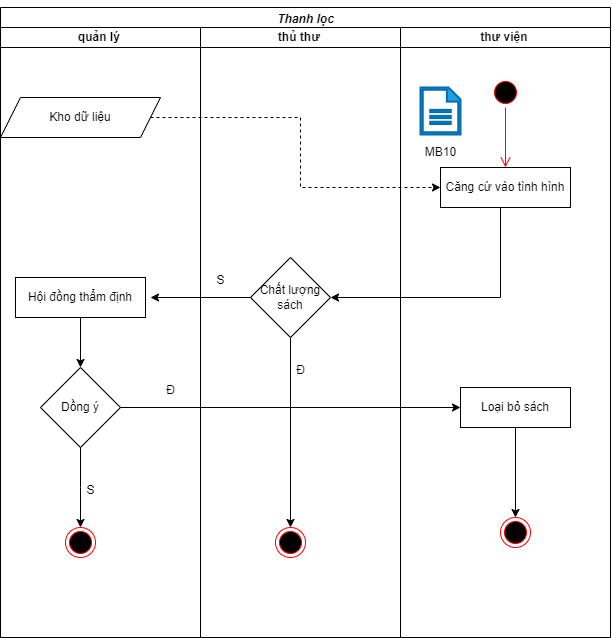 Thanh lọc
quản lý
thủ thư
thư viện
Kho dữ liệu
MB10
Căng cứ vào tình hình
S
Chất lượng
sách
Hội đồng thẩm định
Đ
Đ
Dồng ý
Loại bỏ sách
S